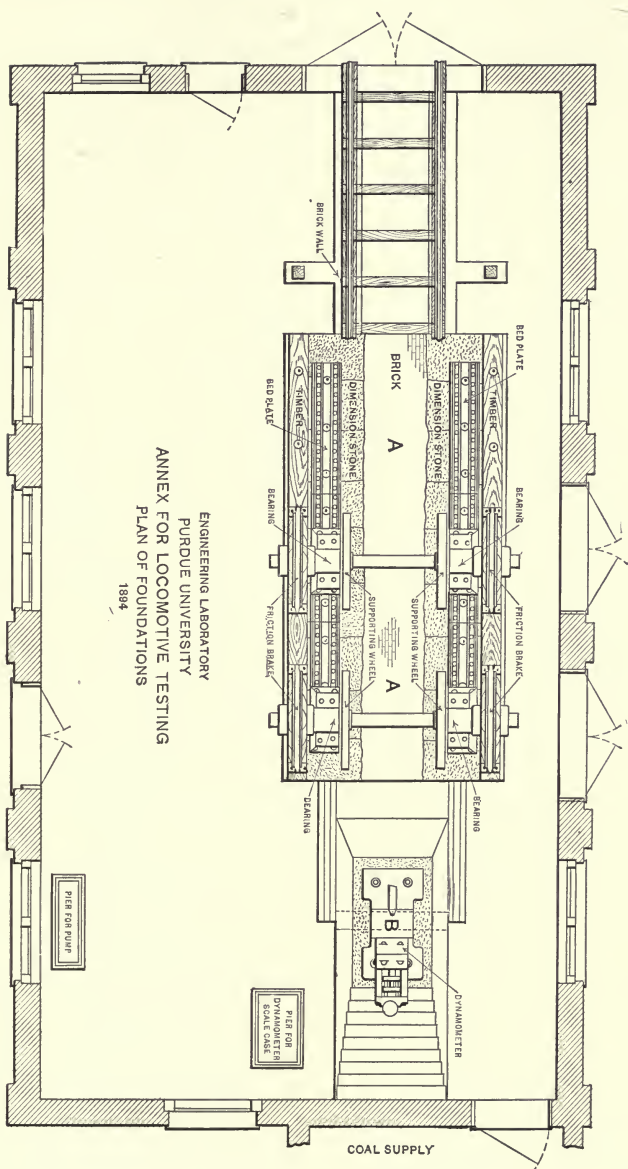 BRICK WALL
BED PLATE
TIMBER
DIMENSION STONE
BRICK
A
DIMENSION STONE
TIMBER
BED PLATE
BEARING
FRICTION BRAKE
SUPPORTING WHEEL
SUPPORTING WHEEL
A
BEARING
FRICTION BRAKE
BEARING
BEARING
B
DYNAMOMETER
ENGINEERING LABORATORY
PURDUE UNIVERSITY
ANNEX FOR LOCOMOTIVE TESTING
PLAN OF FOUNDATIONS
1894
PIER FOR PUMP
PIER FOR
DYNAMOMETER
SCALE CASE
COAL SUPPLY